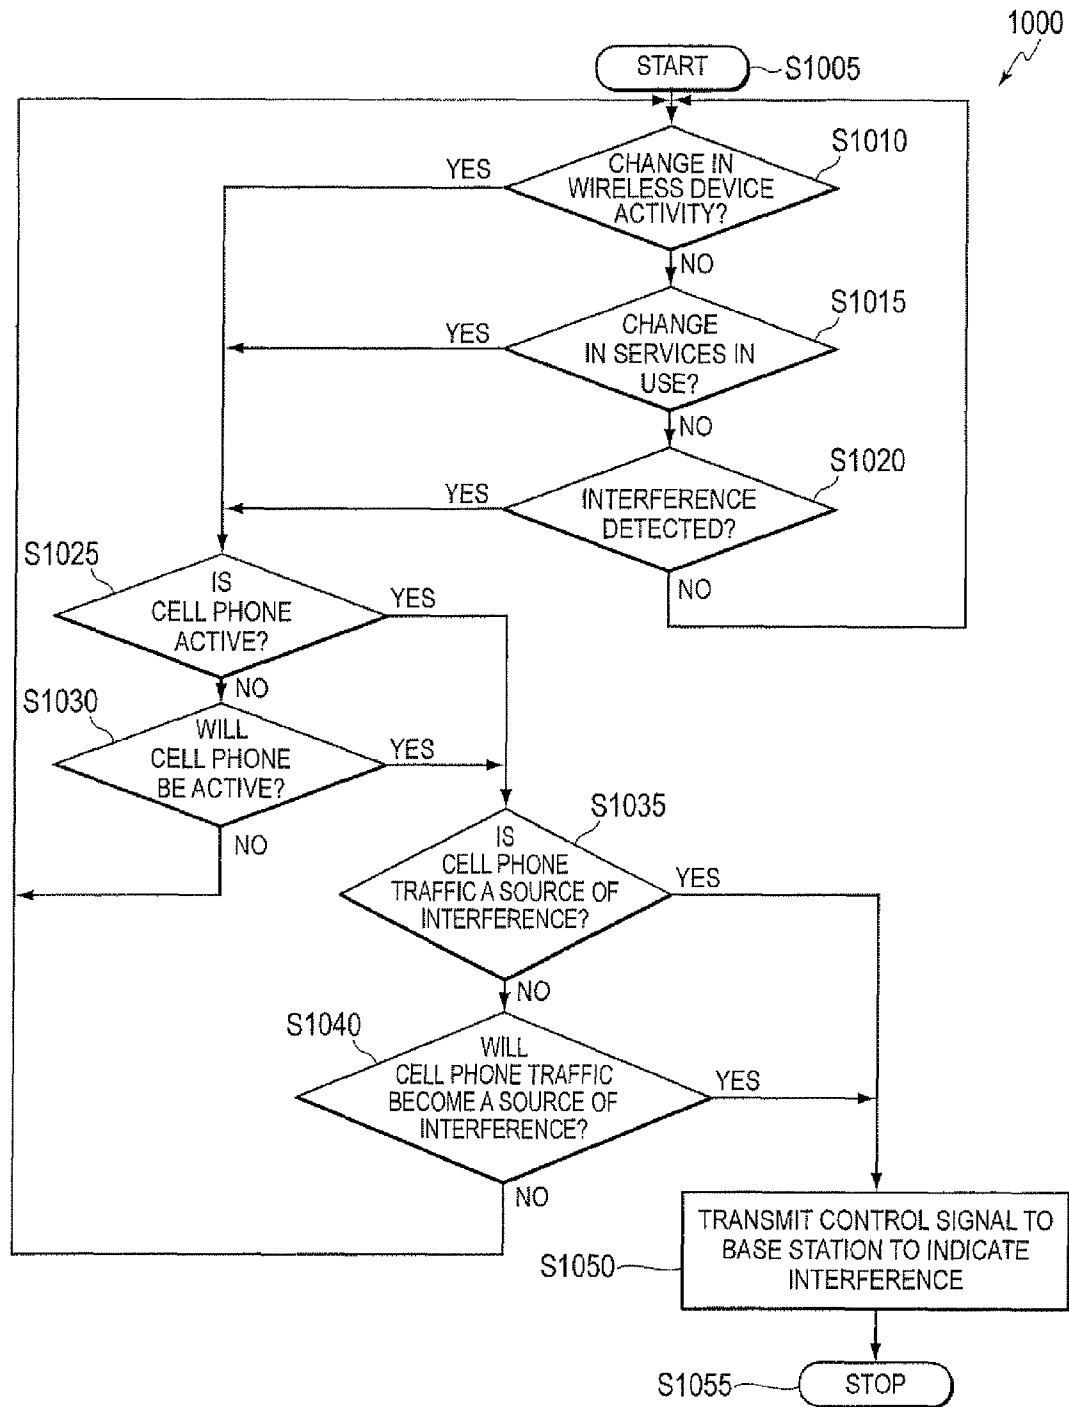 1000
START
S1005
S1010
YES
CHANGE IN
WIRELESS DEVICE
ACTIVITY?
NO
S1015
YES
CHANGE
IN SERVICES IN
USE?
NO
S1020
YES
INTERFERENCE
DETECTED?
NO
S1025
IS
CELL PHONE
ACTIVE?
YES
NO
S1030
WILL
CELL PHONE
BE ACTIVE?
YES
NO
S1035
IS
CELL PHONE
TRAFFIC A SOURCE OF
INTERFERENCE?
YES
NO
S1040
WILL
CELL PHONE TRAFFIC
BECOME A SOURCE OF
INTERFERENCE?
YES
NO
TRANSMIT CONTROL SIGNAL TO
BASE STATION TO INDICATE
INTERFERENCE
S1050
S1055
STOP